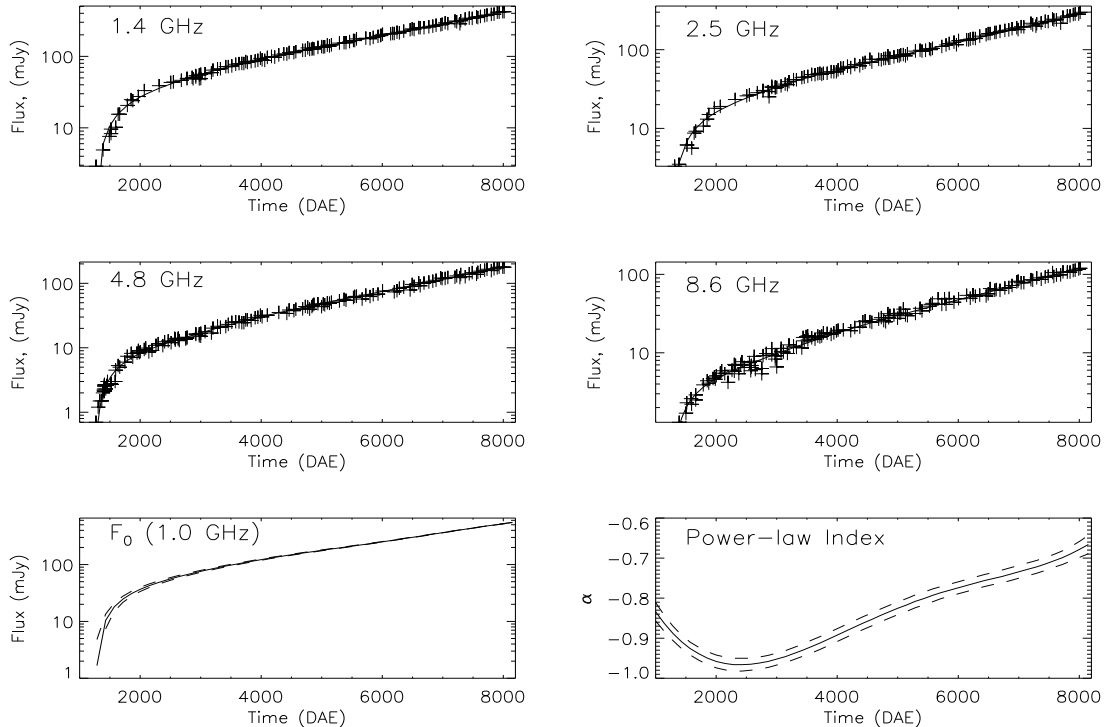 1.4 GHz
100
10
Flux, (mJy)
2000 4000 6000 8000
Time (DAE)
2.5 GHz
100
10
Flux, (mJy)
2000 4000 6000 8000
Time (DAE)
4.8 GHz
100
10
1
Flux, (mJy)
2000 4000 6000 8000
Time (DAE)
8.6 GHz
100
10
Flux, (mJy)
2000 4000 6000 8000
Time (DAE)
F₀ (1.0 GHz)
100
10
1
Flux (mJy)
2000 4000 6000 8000
Time (DAE)
Power-law Index
-0.6
-0.7
-0.8
-0.9
-1.0
α
2000 4000 6000 8000
Time (DAE)